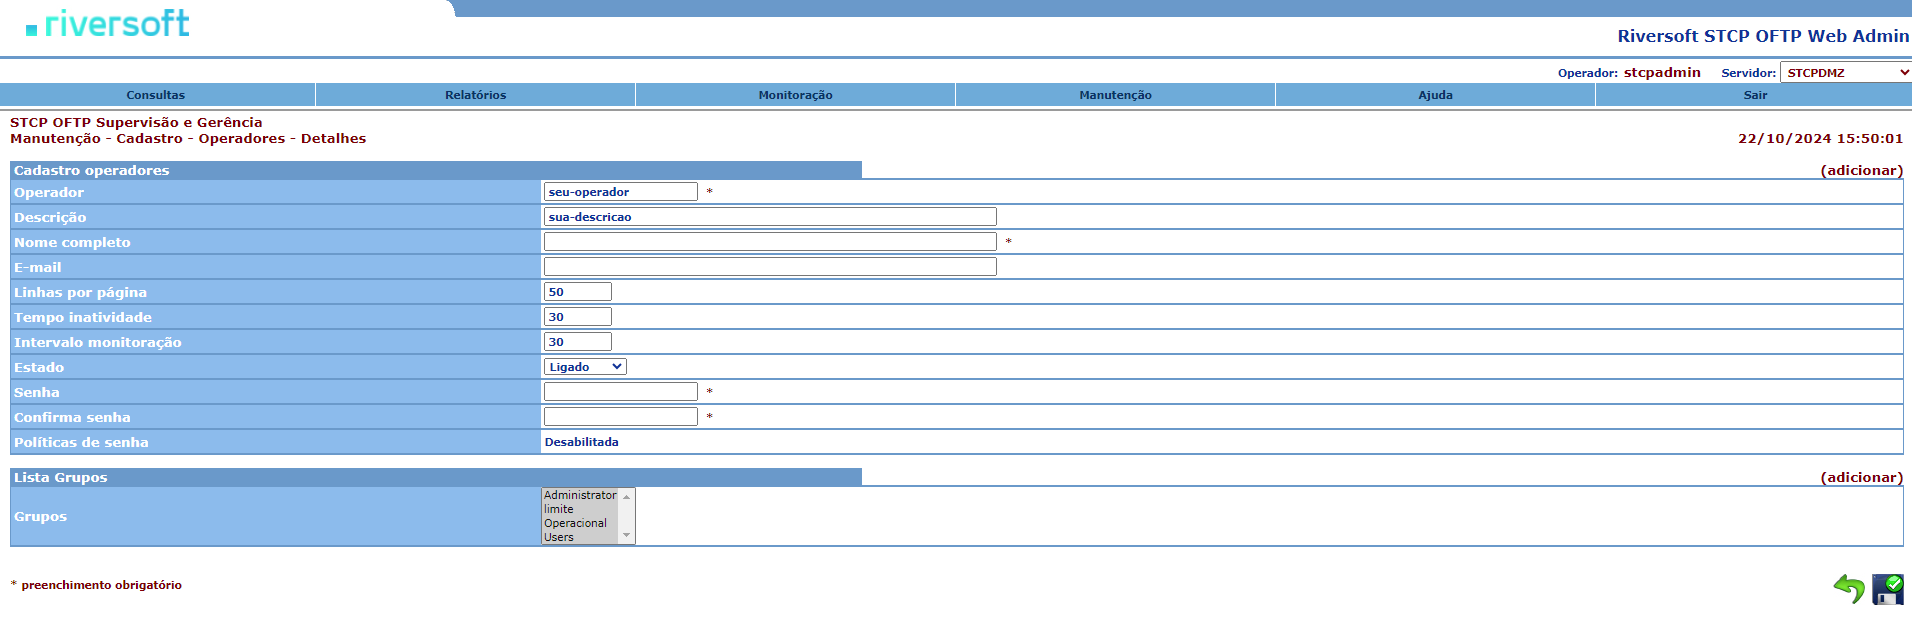 riversoft
Riversoft STCP OFTP Web Admin
Operador: stcpadmin Servidor: STCPDMZ
Consultas Relatórios Monitoração Manutenção Ajuda Sair
STCP OFTP Supervisão e Gerência
Manutenção - Cadastro - Operadores - Detalhes 22/10/2024 15:50:01
Cadastro operadores (adicionar)
Operador seu-operador *
Descrição sua-descricao
Nome completo *
E-mail
Linhas por página 50
Tempo inatividade 30
Intervalo monitoração 30
Estado Ligado
Senha *
Confirma senha *
Políticas de senha Desabilitada
Lista Grupos (adicionar)
Grupos
Administrator
limite
Operacional
Users
* preenchimento obrigatório